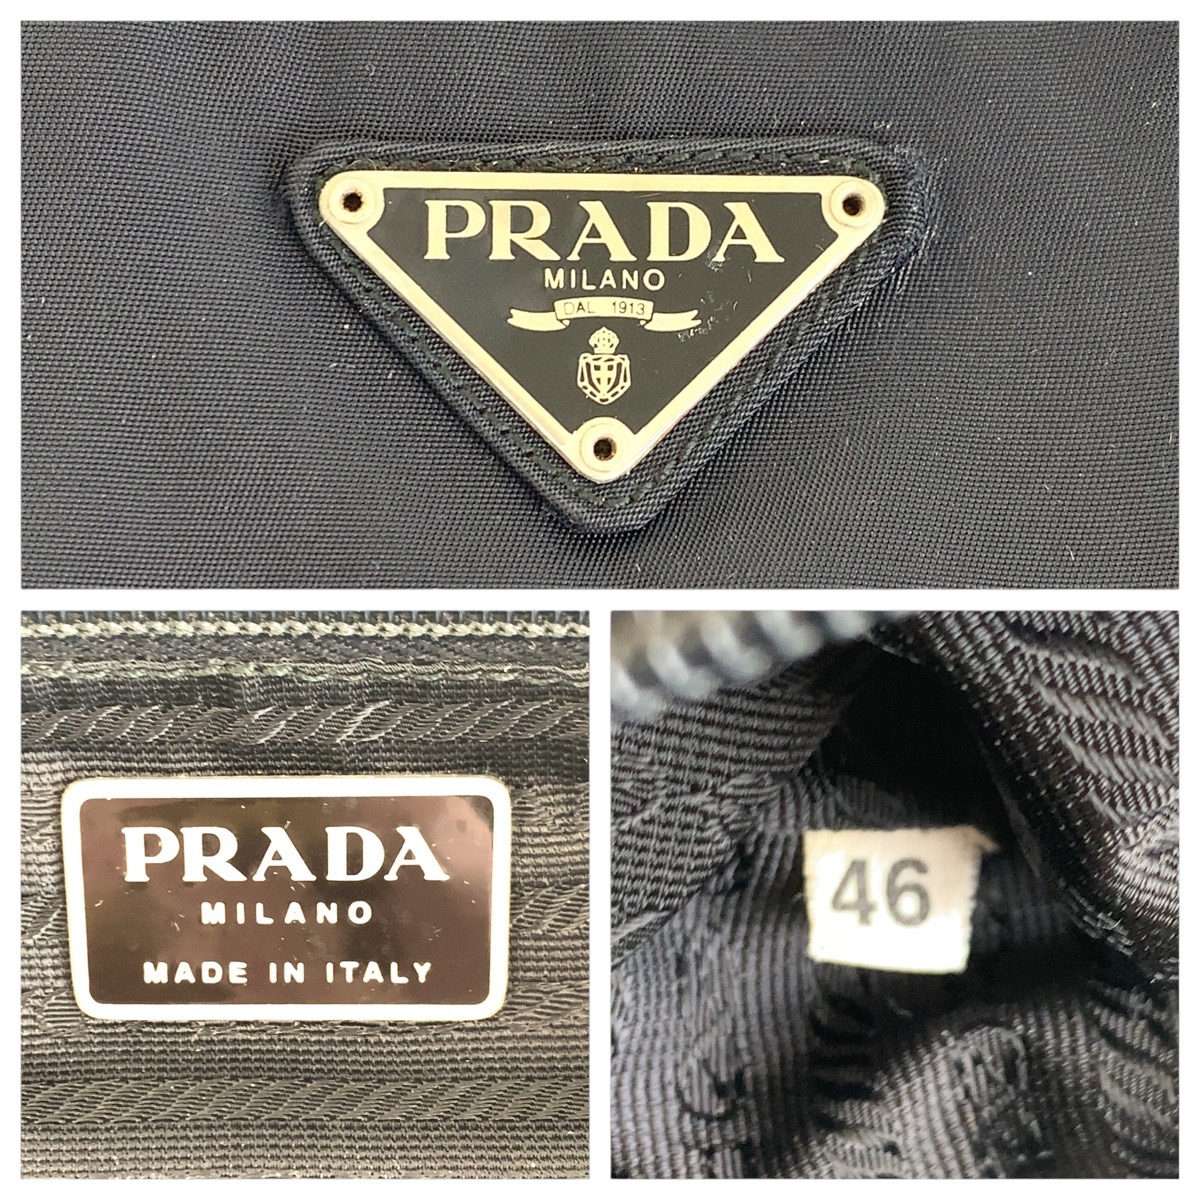 PRADA
MILANO
DAL 1913
PRADA
MILANO
MADE IN ITALY
46